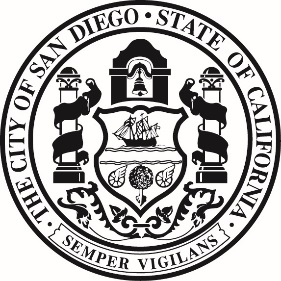 · THE CITY OF SAN DIEGO · STATE OF CALIFORNIA ·
SEMPER VIGILANS